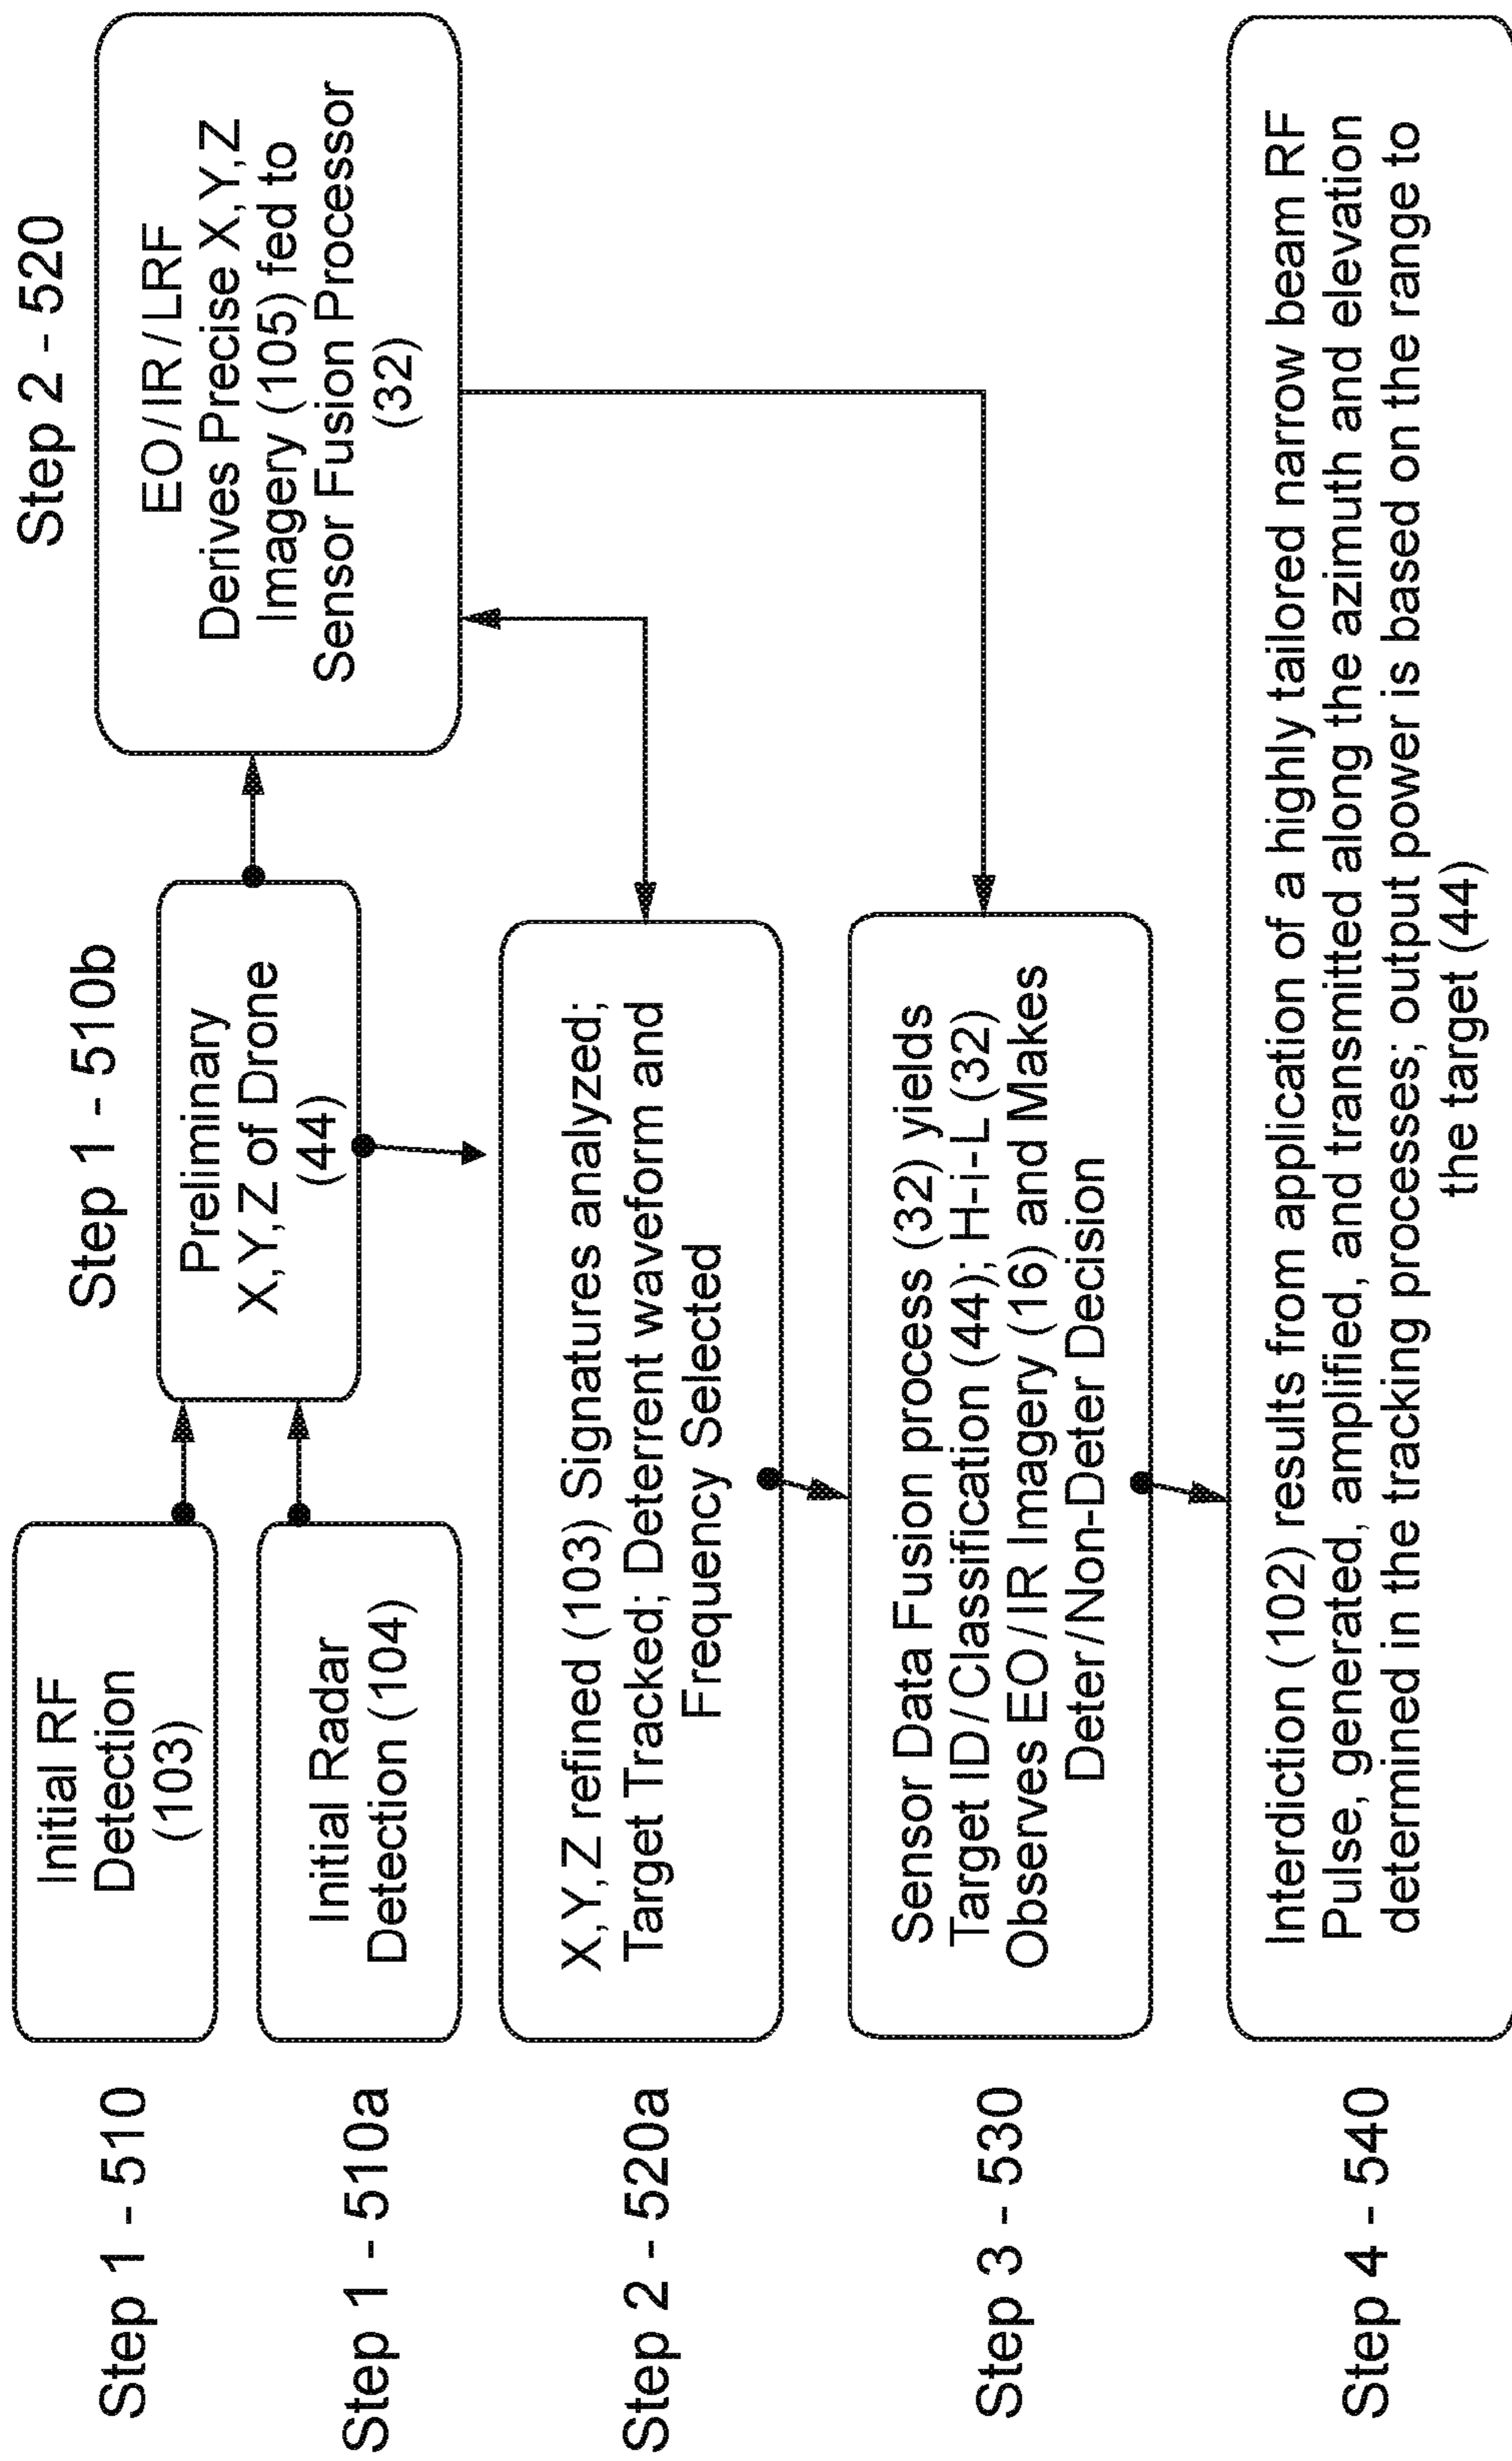 Step 1 - 510
Initial RF
Detection
(103)
Step 1 - 510a
Initial Radar
Detection (104)
Step 1 - 510b
Preliminary
X,Y,Z of Drone
(44)
Step 2 - 520
EO/IR/LRF
Derives Precise X,Y,Z
Imagery (105) fed to
Sensor Fusion Processor
(32)
Step 2 - 520a
X,Y,Z refined (103) Signatures analyzed;
Target Tracked; Deterrent waveform and
Frequency Selected
Step 3 - 530
Sensor Data Fusion process (32) yields
Target ID/Classification (44); H-i-L (32)
Observes EO/IR Imagery (16) and Makes
Deter/Non-Deter Decision
Step 4 - 540
Interdiction (102) results from application of a highly tailored narrow beam RF
Pulse, generated, amplified, and transmitted along the azimuth and elevation
determined in the tracking processes; output power is based on the range to
the target (44)